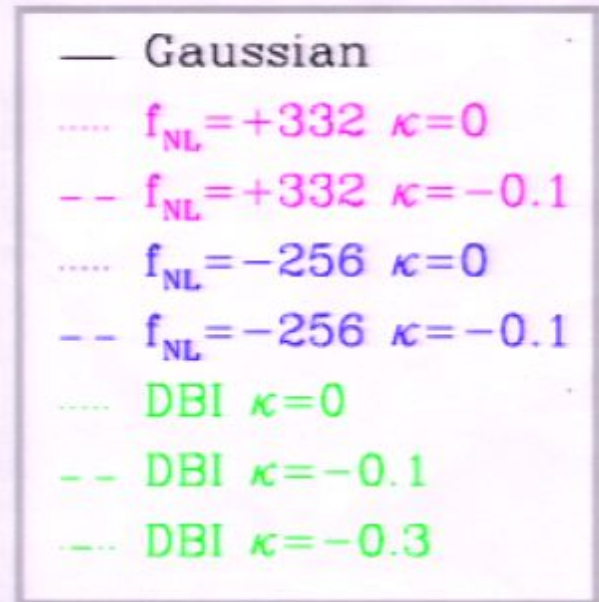 Gaussian
f_NL=+332 κ=0
f_NL=+332 κ=−0.1
f_NL=−256 κ=0
f_NL=−256 κ=−0.1
DBI κ=0
DBI κ=−0.1
DBI κ=−0.3